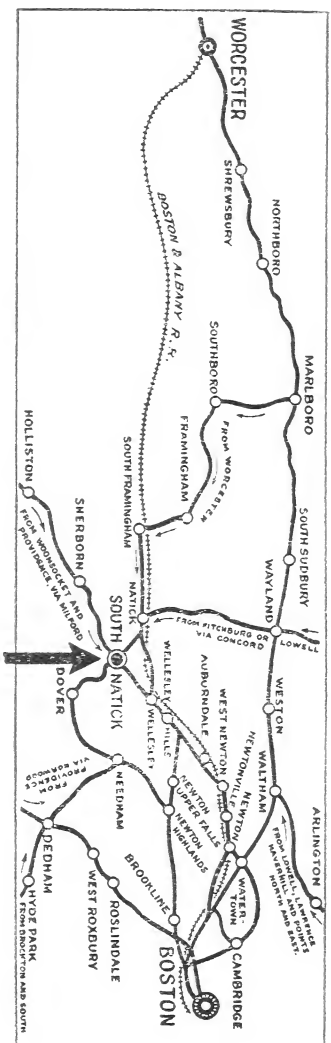 WORCESTER
SHREWSBURY
NORTHBORO
BOSTON & ALBANY R.R.
SOUTHBORO
MARLBORO
FROM WORCESTER
FRAMINGHAM
SOUTH FRAMINGHAM
HOLLISTON
FROM WOONSOCKET AND
PROVIDENCE VIA MILFORD
SHERBORN
SOUTH SUDBURY
WAYLAND
LOWELL
FROM FITCHBURG OR
VIA CONCORD
NATICK
SOUTH
NATICK
DOVER
WELLESLEY
WELLESLEY HILLS
AUBURNDALE
WEST NEWTON
NEWTONVILLE
NEWTON
WESTON
WALTHAM
ARLINGTON
FROM LOWELL, LAWRENCE
HAVERHILL, AND POINTS
NORTH AND EAST.
WATER-
TOWN
CAMBRIDGE
NEWTON
UPPER FALLS
NEWTON
HIGHLANDS
BROOKLINE
BOSTON
NEEDHAM
FROM
PROVIDENCE
VIA NORWOOD
DEDHAM
WEST ROXBURY
ROSLINDALE
HYDE PARK
FROM BROCKTON AND SOUTH